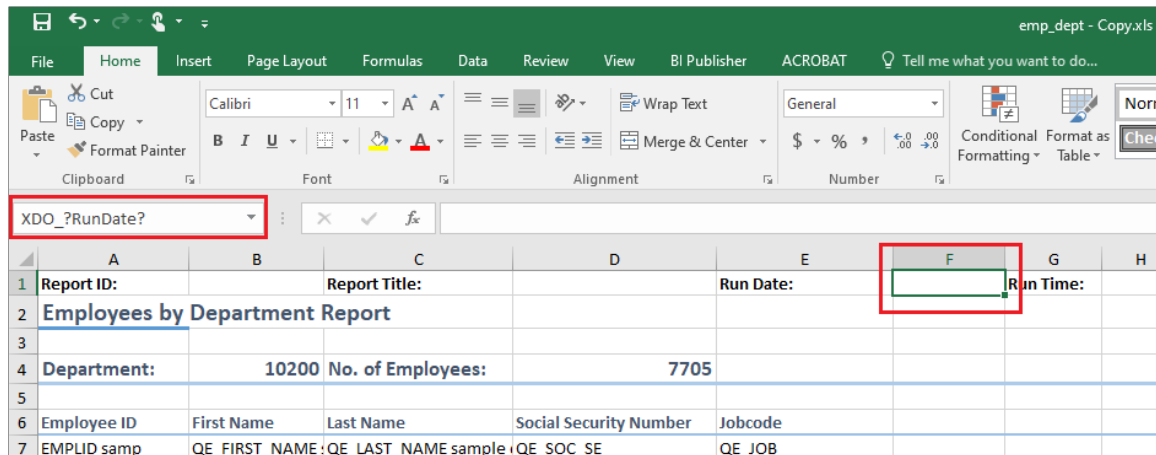 emp_dept - Copy.xls
File Home Insert Page Layout Formulas Data Review View BI Publisher ACROBAT Tell me what you want to do...
Cut Calibri 11 A A Wrap Text General Norr
Paste Copy B I U A Merge & Center $ % , .00 .0 Conditional Format as Che
Format Painter Formatting Table
Clipboard Font Alignment Number
XDO_?RunDate? fx
A B C D E F G H
1 Report ID: Report Title: Run Date: Run Time:
2 Employees by Department Report
3
4 Department: 10200 No. of Employees: 7705
5
6 Employee ID First Name Last Name Social Security Number Jobcode
7 EMPLID samp QE_FIRST_NAME QE_LAST_NAME sample QE_SOC_SE QE_JOB